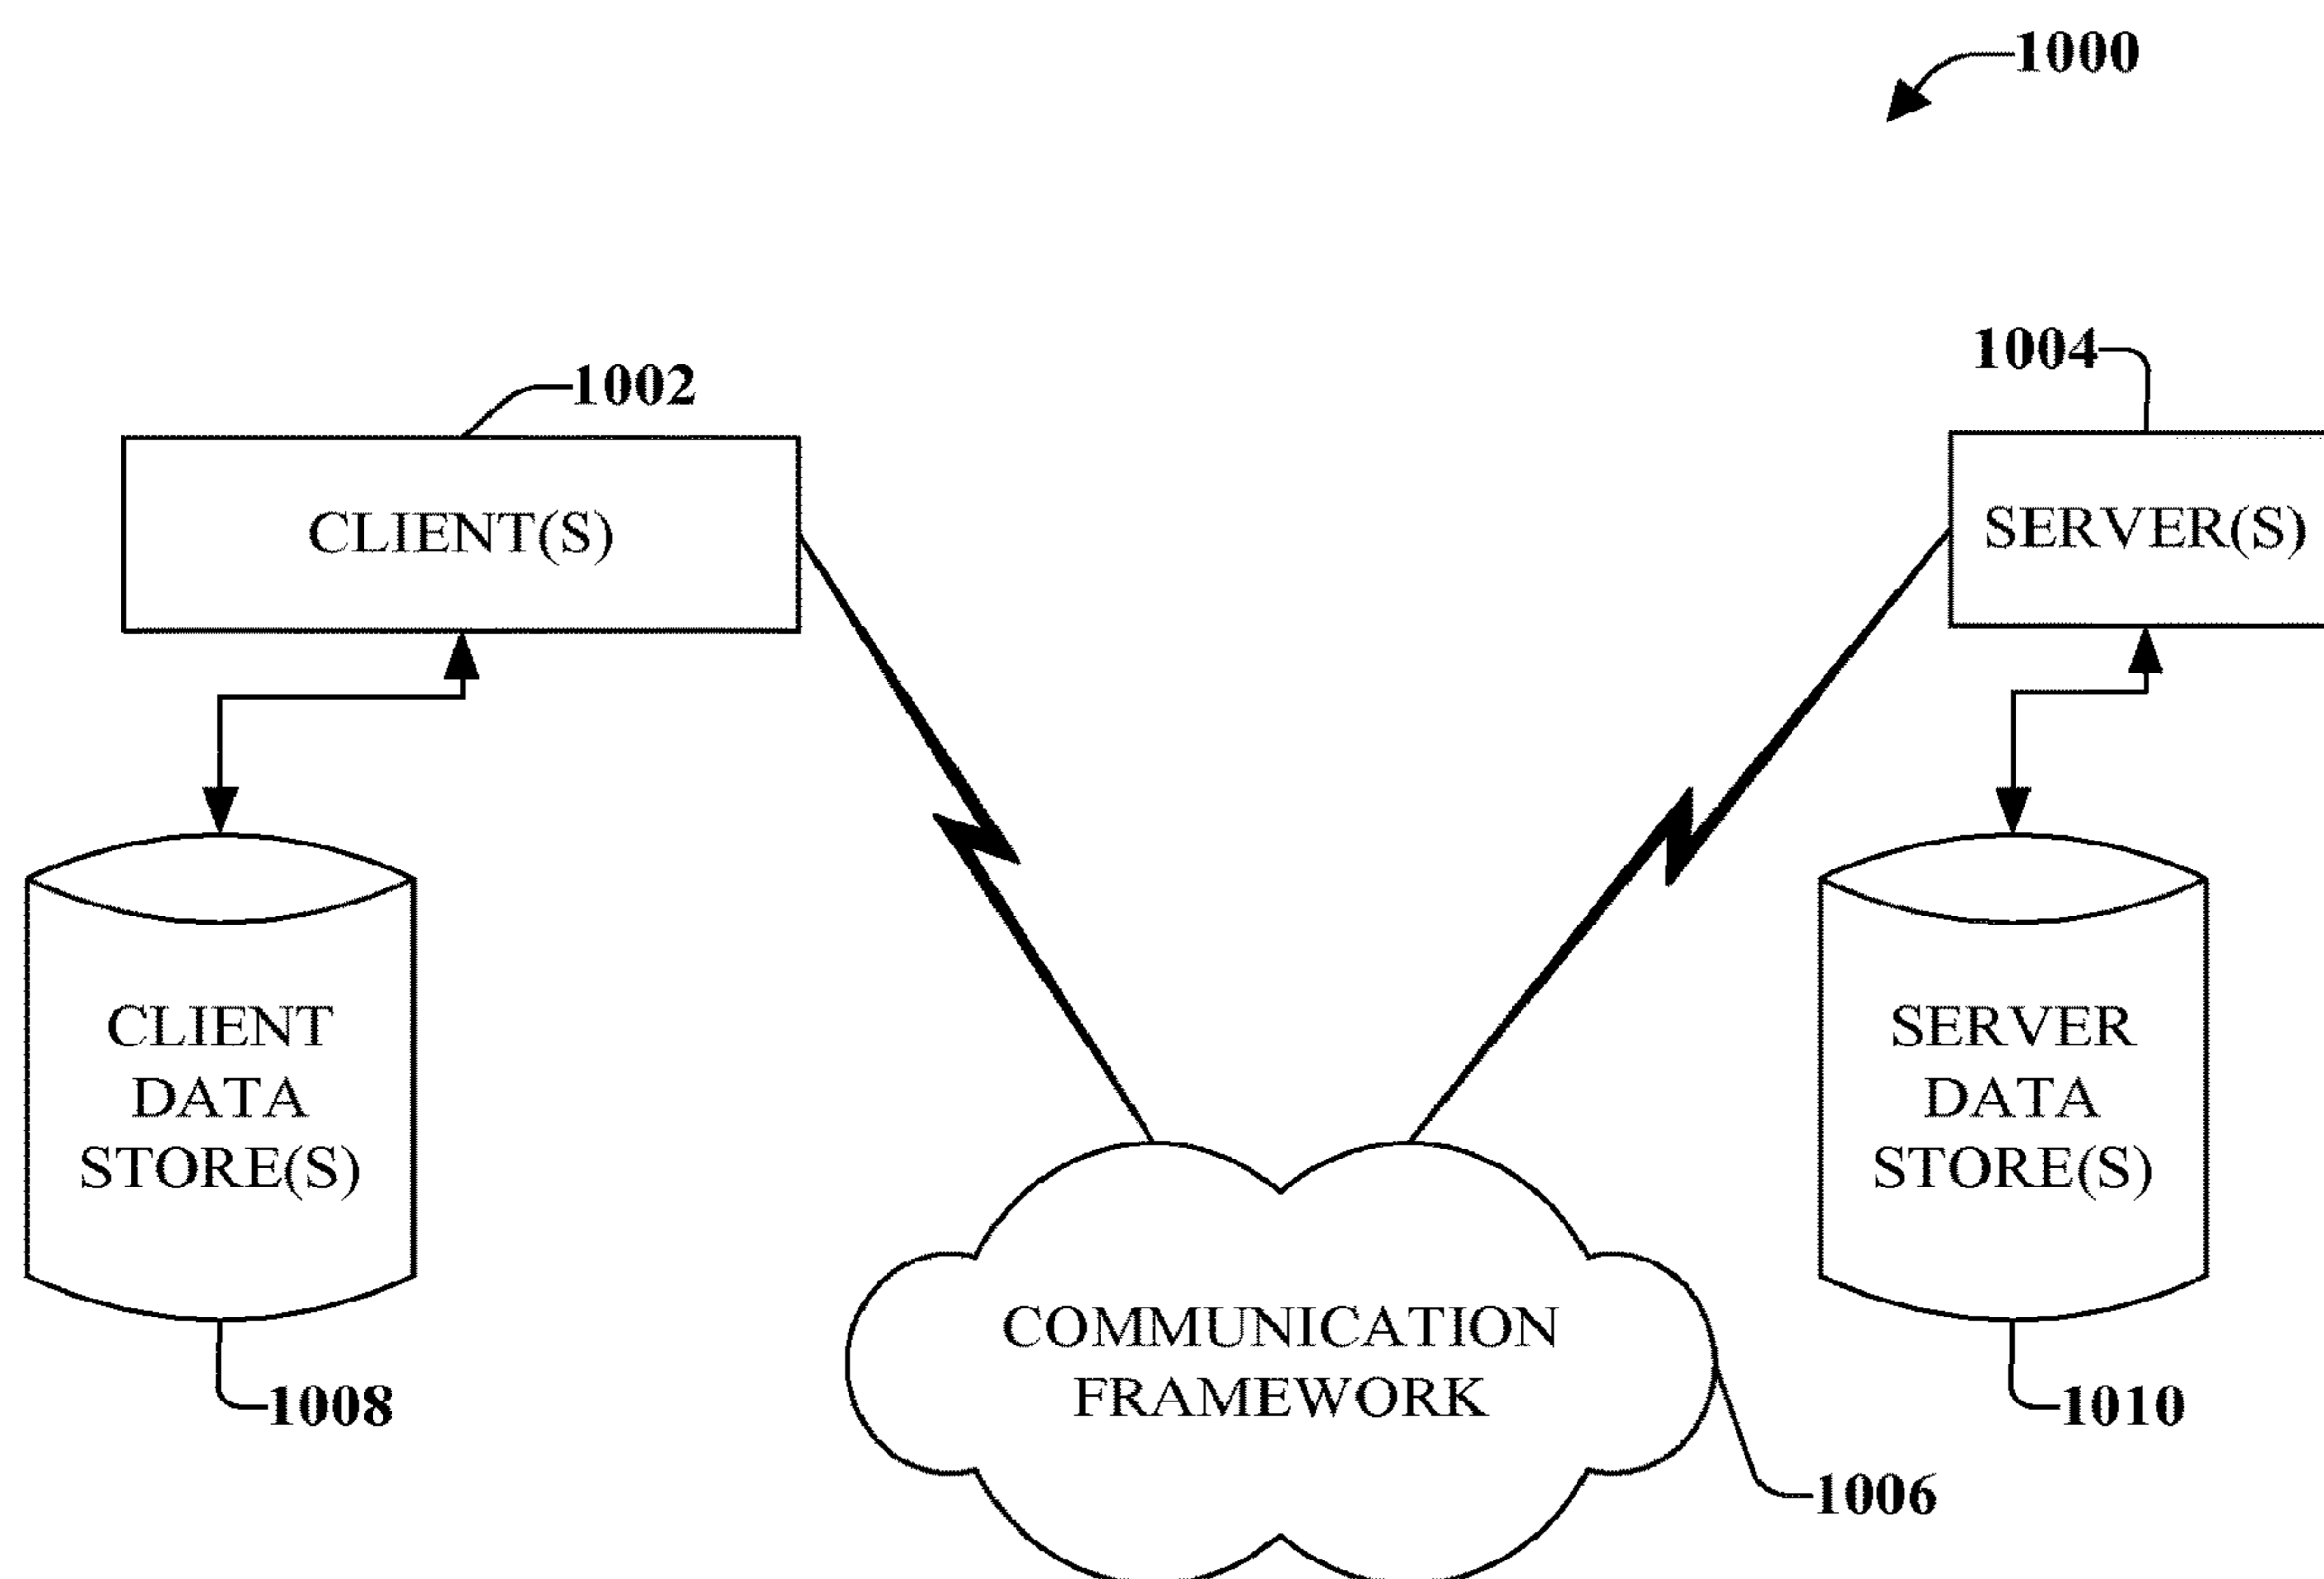 1000
1002
1004
CLIENT(S)
SERVER(S)
CLIENT
DATA
STORE(S)
SERVER
DATA
STORE(S)
COMMUNICATION
FRAMEWORK
1008
1010
1006